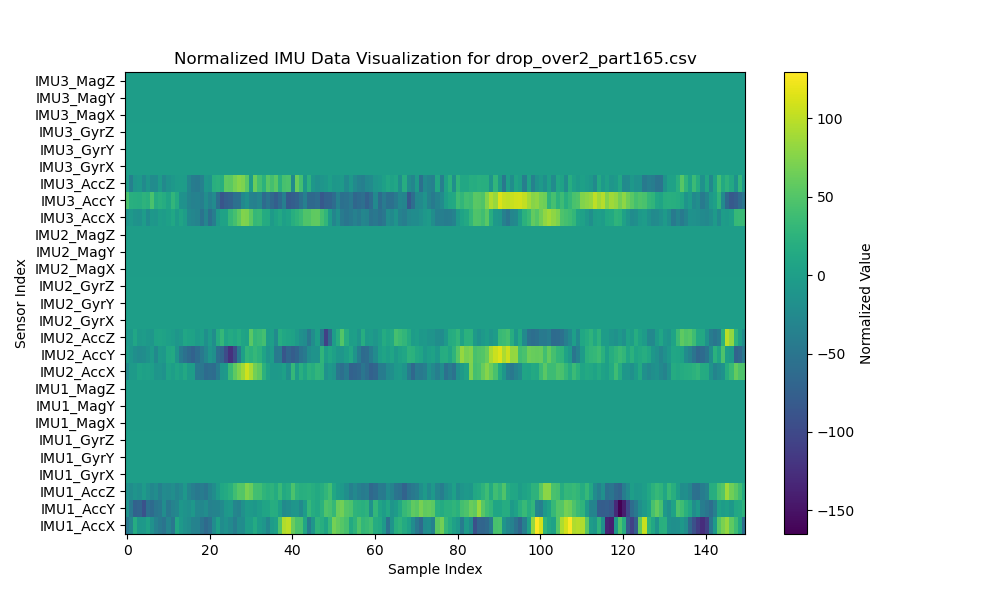 Normalized IMU Data Visualization for drop_over2_part165.csv
IMU3_MagZ
IMU3_MagY
IMU3_MagX
IMU3_GyrZ
IMU3_GyrY
IMU3_GyrX
IMU3_AccZ
IMU3_AccY
IMU3_AccX
IMU2_MagZ
IMU2_MagY
IMU2_MagX
IMU2_GyrZ
IMU2_GyrY
IMU2_GyrX
IMU2_AccZ
IMU2_AccY
IMU2_AccX
IMU1_MagZ
IMU1_MagY
IMU1_MagX
IMU1_GyrZ
IMU1_GyrY
IMU1_GyrX
IMU1_AccZ
IMU1_AccY
IMU1_AccX
Sensor Index
0 20 40 60 80 100 120 140
Sample Index
100
50
0
−50
−100
−150
Normalized Value